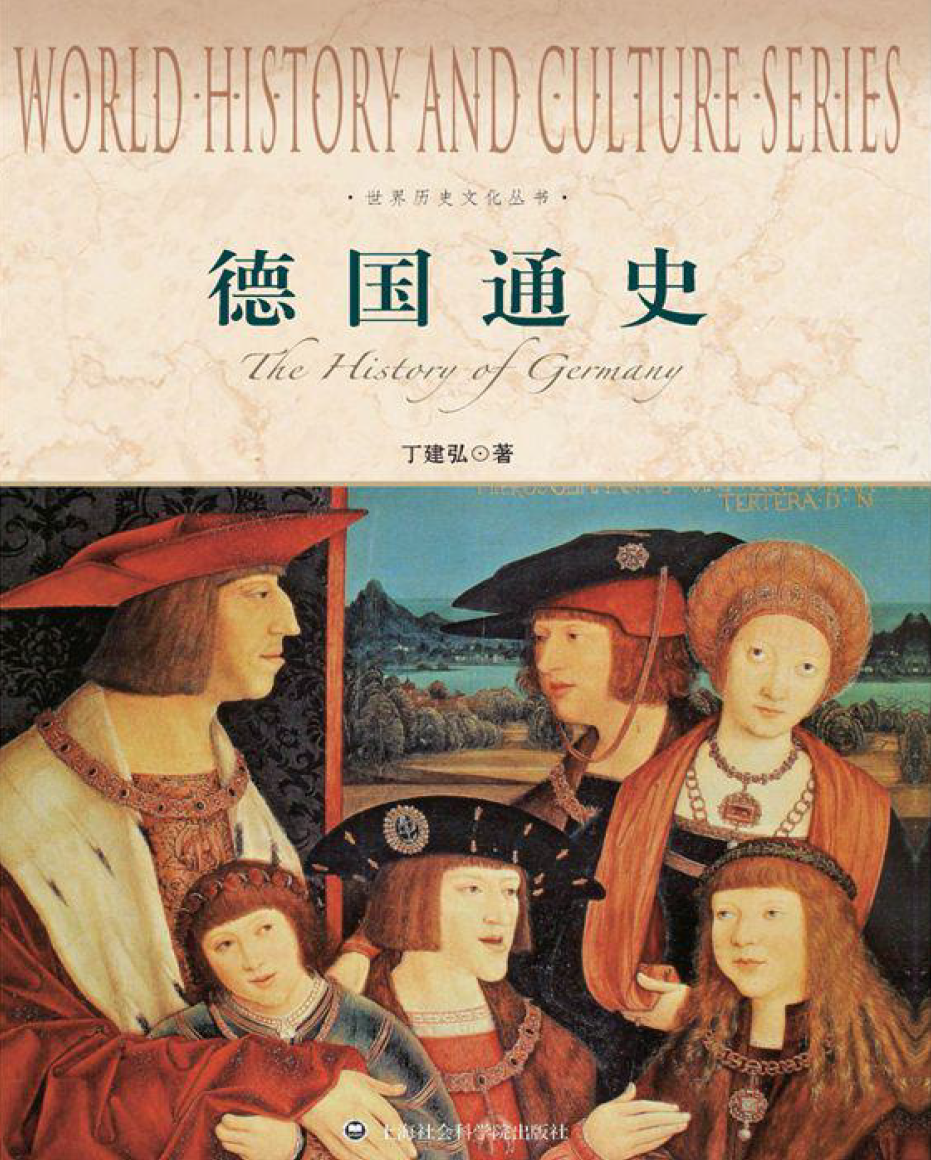 WORLD·HISTORY AND CULTURE·SERIES
·世界历史文化丛书·
德国通史
The History of Germany
丁建弘⊙著
TERTERA D·N
上海社会科学院出版社